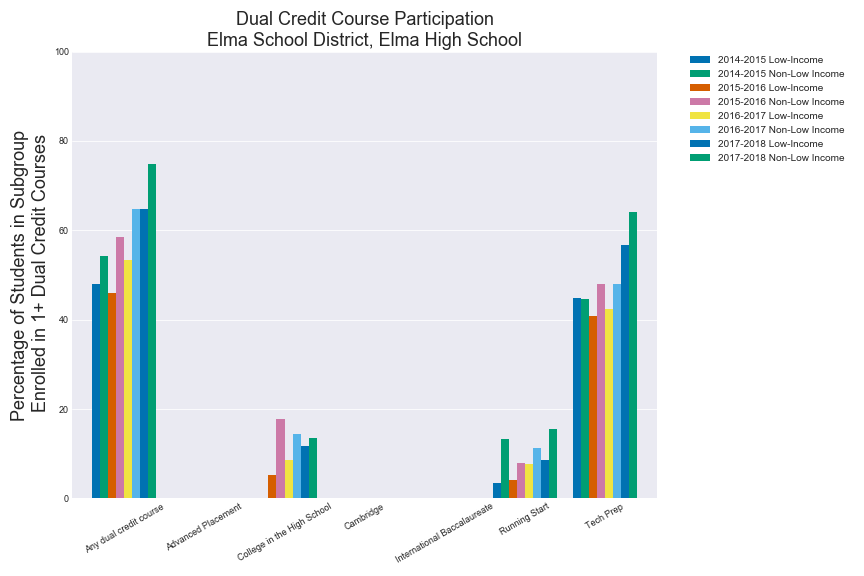 Dual Credit Course Participation
Elma School District, Elma High School
Percentage of Students in Subgroup
Enrolled in 1+ Dual Credit Courses
100
80
60
40
20
0
Any dual credit course
Advanced Placement
College in the High School
Cambridge
International Baccalaureate
Running Start
Tech Prep
2014-2015 Low-Income
2014-2015 Non-Low Income
2015-2016 Low-Income
2015-2016 Non-Low Income
2016-2017 Low-Income
2016-2017 Non-Low Income
2017-2018 Low-Income
2017-2018 Non-Low Income